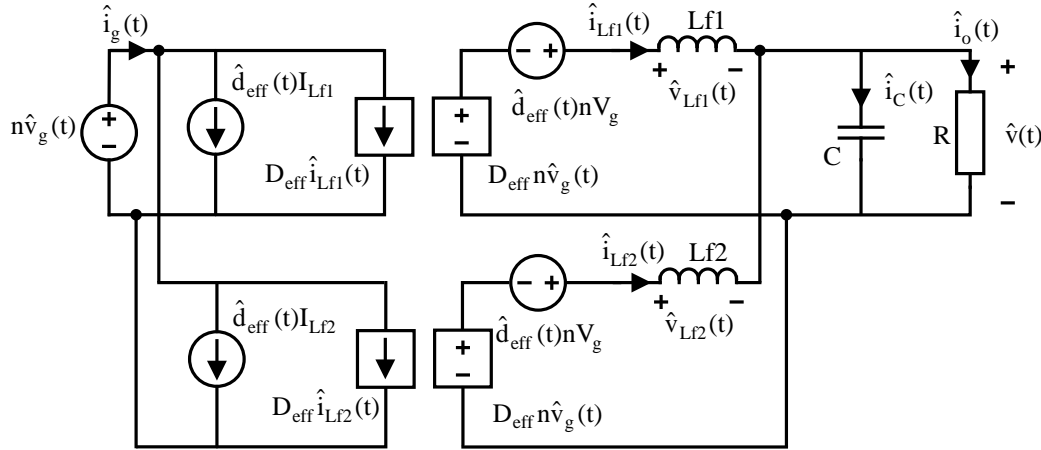 î_g(t)
nv̂_g(t)
+
−
d̂_eff(t)I_Lf1
D_eff î_Lf1(t)
− +
d̂_eff(t)nV_g
+
−
D_eff nv̂_g(t)
î_Lf1(t)
Lf1
+ −
v̂_Lf1(t)
î_C(t)
C
î_o(t)
R
+
v̂(t)
−
d̂_eff(t)I_Lf2
D_eff î_Lf2(t)
− +
d̂_eff(t)nV_g
+
−
D_eff nv̂_g(t)
î_Lf2(t)
Lf2
+ −
v̂_Lf2(t)